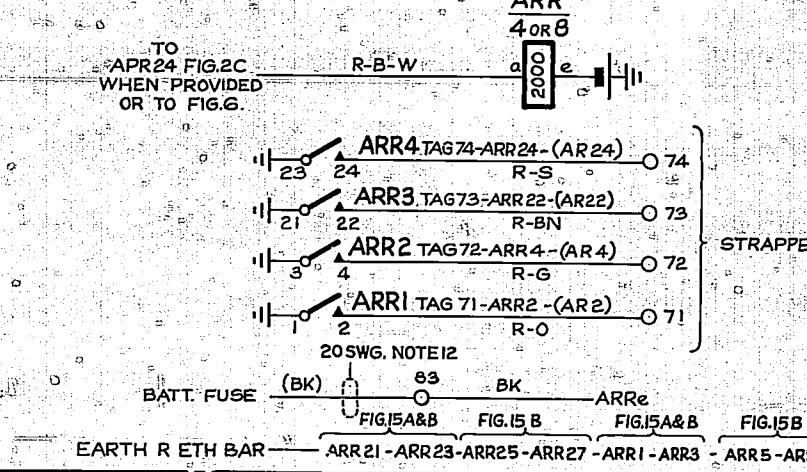 ARR
4 OR 8
TO
APR24 FIG.2C
WHEN PROVIDED
OR TO FIG.6.
R-B-W
a 2000 e
ARR4 TAG74-ARR24-(AR24)
23 24 R-S 74
ARR3 TAG73-ARR22-(AR22)
21 22 R-BN 73
ARR2 TAG72-ARR4-(AR4)
3 4 R-G 72
ARR1 TAG71-ARR2-(AR2)
1 2 R-O 71
STRAPPE
20 SWG. NOTE 12
BATT. FUSE (BK) 83 BK ARRe
FIG.15A&B FIG.15B FIG.15A&B FIG.15B
EARTH R ETH BAR ARR21-ARR23-ARR25-ARR27-ARR1-ARR3-ARR5-AR